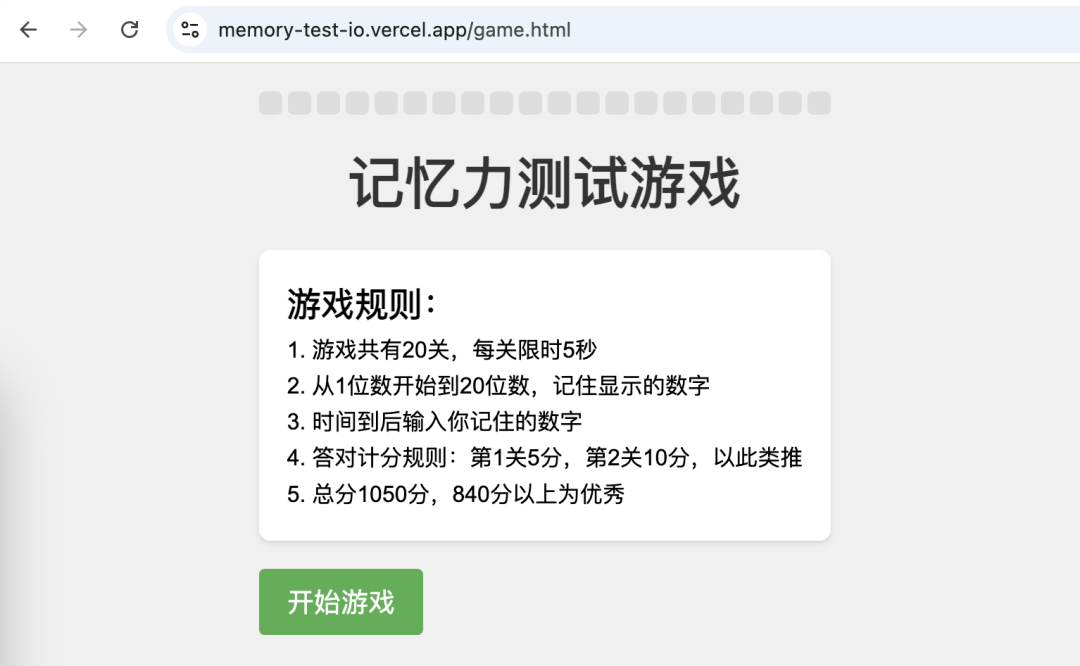 memory-test-io.vercel.app/game.html
记忆力测试游戏
游戏规则：
1. 游戏共有20关，每关限时5秒
2. 从1位数开始到20位数，记住显示的数字
3. 时间到后输入你记住的数字
4. 答对计分规则：第1关5分，第2关10分，以此类推
5. 总分1050分，840分以上为优秀
开始游戏